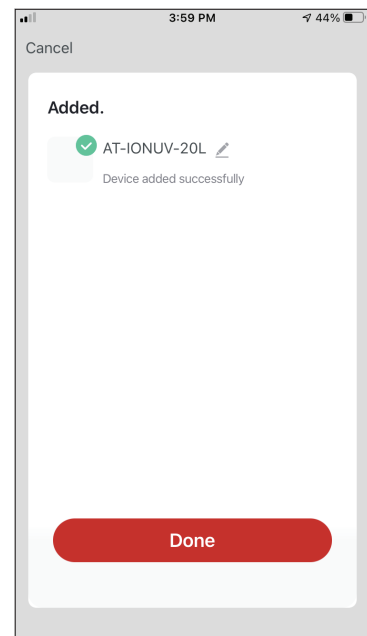 3:59 PM
44%
Cancel
Added.
AT-IONUV-20L
Device added successfully
Done